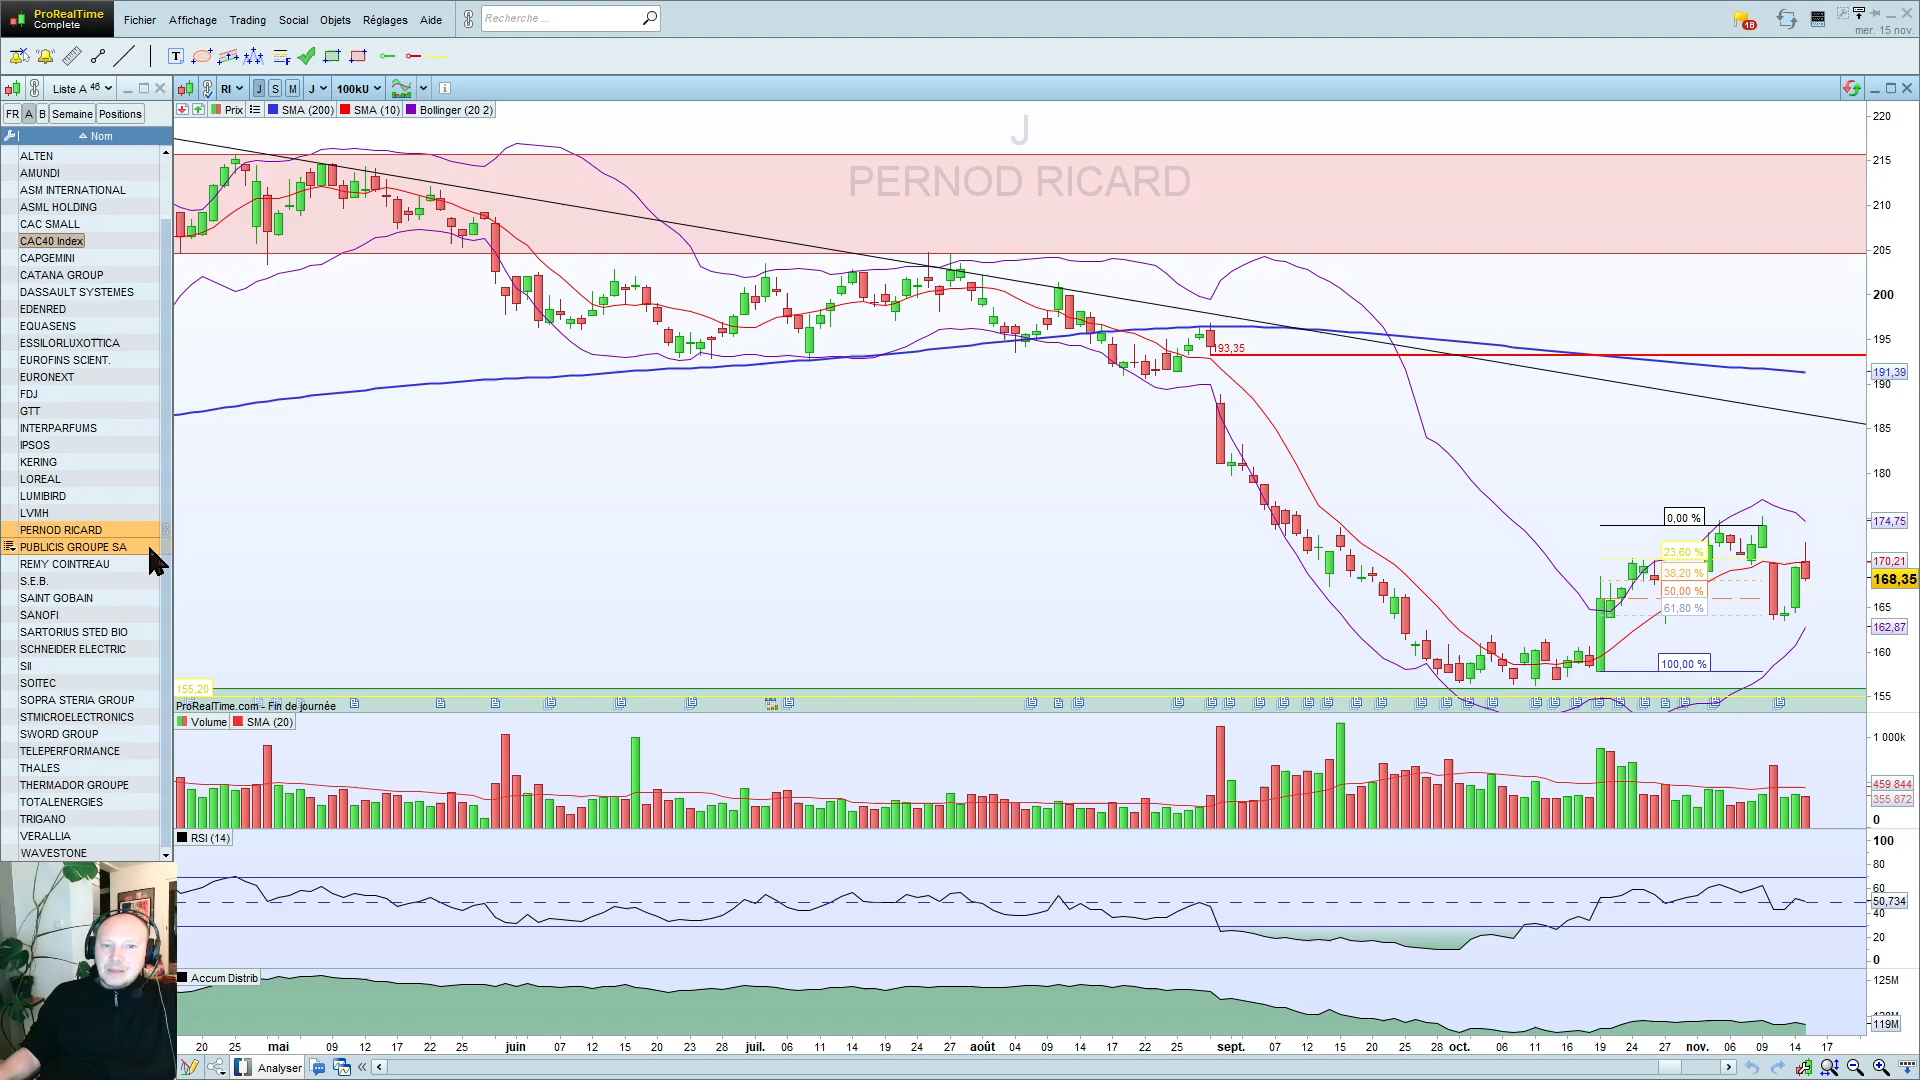 ProRealTime
Complete
Fichier Affichage Trading Social Objets Réglages Aide
Recherche ...
18
mer. 15 nov.
Liste A 46
RI J S M J 100kU
FR A B Semaine Positions
Nom
ALTEN
AMUNDI
ASM INTERNATIONAL
ASML HOLDING
CAC SMALL
CAC40 Index
CAPGEMINI
CATANA GROUP
DASSAULT SYSTEMES
EDENRED
EQUASENS
ESSILORLUXOTTICA
EUROFINS SCIENT.
EURONEXT
FDJ
GTT
INTERPARFUMS
IPSOS
KERING
LOREAL
LUMIBIRD
LVMH
PERNOD RICARD
PUBLICIS GROUPE SA
REMY COINTREAU
S.E.B.
SAINT GOBAIN
SANOFI
SARTORIUS STED BIO
SCHNEIDER ELECTRIC
SII
SOITEC
SOPRA STERIA GROUP
STMICROELECTRONICS
SWORD GROUP
TELEPERFORMANCE
THALES
THERMADOR GROUPE
TOTALENERGIES
TRIGANO
VERALLIA
WAVESTONE
Prix SMA (200) SMA (10) Bollinger (20 2)
J
PERNOD RICARD
193,35
0,00 %
23,60 %
38,20 %
50,00 %
61,80 %
100,00 %
155,20
ProRealTime.com - Fin de journée
220
215
210
205
200
195
191,39
190
185
180
174,75
170,21
168,35
165
162,87
160
155
Volume SMA (20)
1 000k
459 844
355 872
0
RSI (14)
100
80
60
50,734
40
20
0
Accum Distrib
125M
119M
20 25 mai 09 12 17 22 25 juin 07 12 15 20 23 juil. 06 11 14 19 24 août 04 09 14 17 22 25 sept. 07 12 15 20 25 28 oct. 06 11 16 19 24 27 nov. 06 09 14 17
Analyser